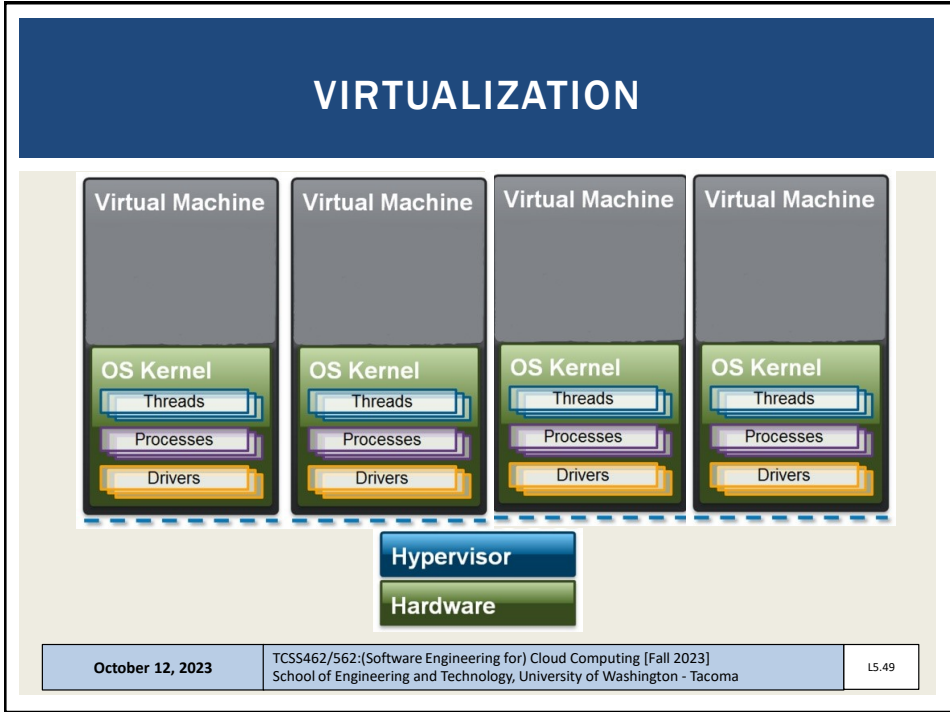 VIRTUALIZATION
Virtual Machine
OS Kernel
Threads
Processes
Drivers
Virtual Machine
OS Kernel
Threads
Processes
Drivers
Virtual Machine
OS Kernel
Threads
Processes
Drivers
Virtual Machine
OS Kernel
Threads
Processes
Drivers
Hypervisor
Hardware
October 12, 2023
TCSS462/562:(Software Engineering for) Cloud Computing [Fall 2023]
School of Engineering and Technology, University of Washington - Tacoma
L5.49